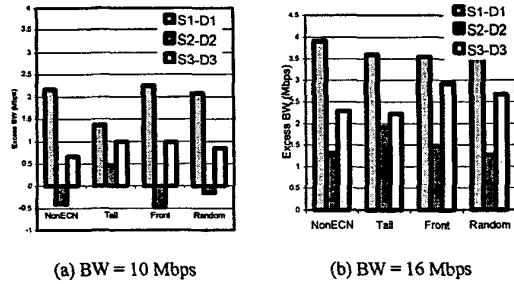 S1-D1
S2-D2
S3-D3
4
3.5
3
2.5
2
1.5
1
0.5
0
-0.5
-1
Excess BW (Mbps)
NonECN Tail Front Random
(a) BW = 10 Mbps
S1-D1
S2-D2
S3-D3
4.5
4
3.5
3
2.5
2
1.5
1
0.5
0
Excess BW (Mbps)
NonECN Tail Front Random
(b) BW = 16 Mbps